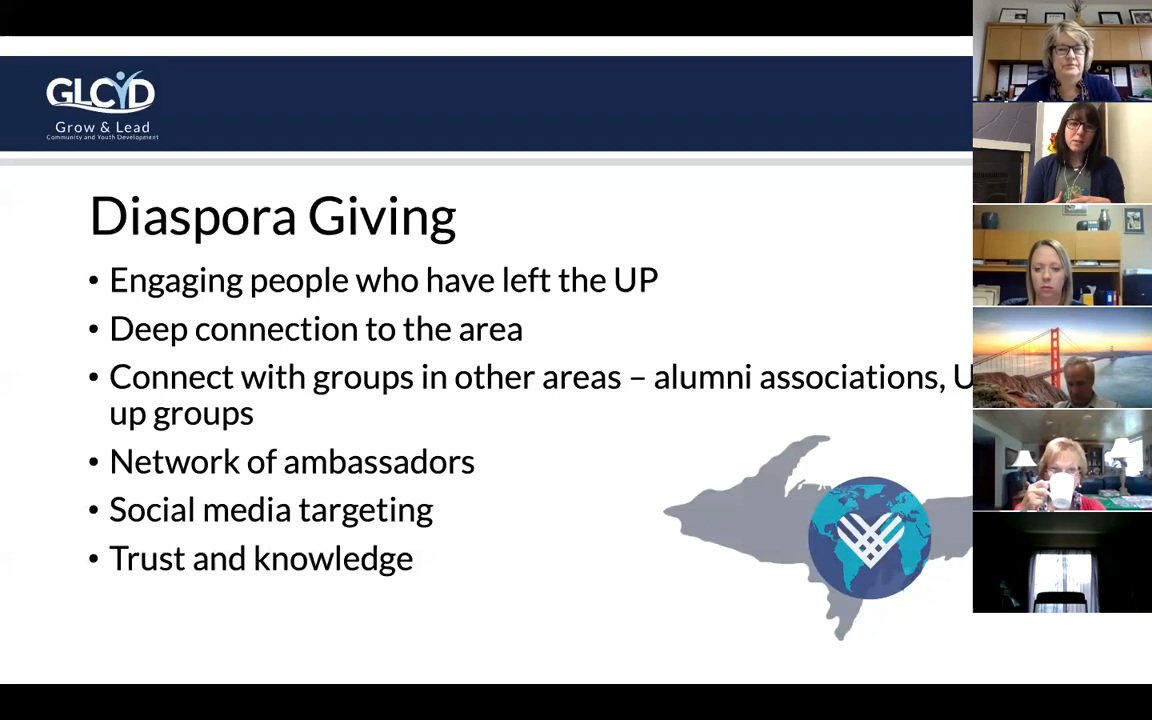 GLCYD
Grow & Lead
Community and Youth Development
Diaspora Giving
• Engaging people who have left the UP
• Deep connection to the area
• Connect with groups in other areas – alumni associations,
up groups
• Network of ambassadors
• Social media targeting
• Trust and knowledge